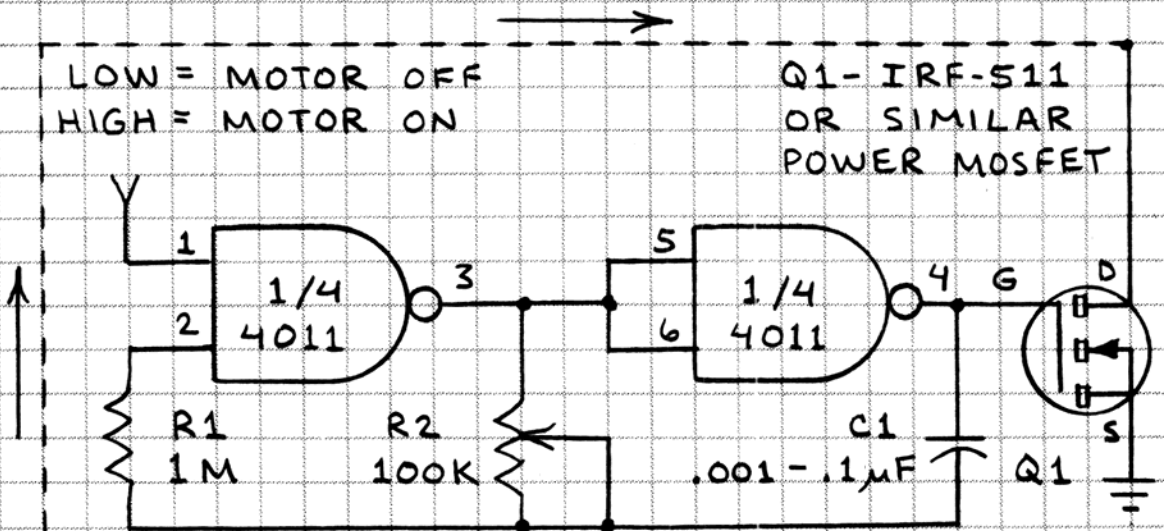 LOW = MOTOR OFF
HIGH = MOTOR ON
Q1- IRF-511
OR SIMILAR
POWER MOSFET
1
2
1/4
4011
3
5
6
1/4
4011
4
G
D
S
R1
1M
R2
100K
C1
.001 - .1µF
Q1